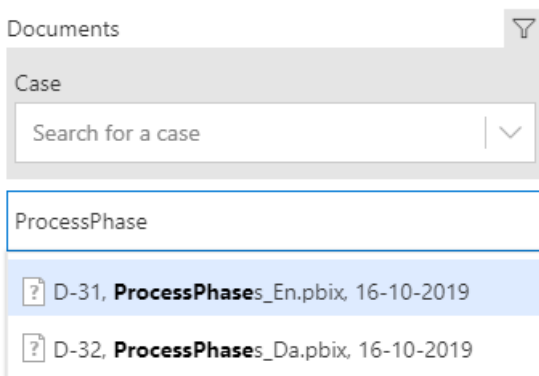 Documents
Case
Search for a case
ProcessPhase
D-31, ProcessPhases_En.pbix, 16-10-2019
D-32, ProcessPhases_Da.pbix, 16-10-2019